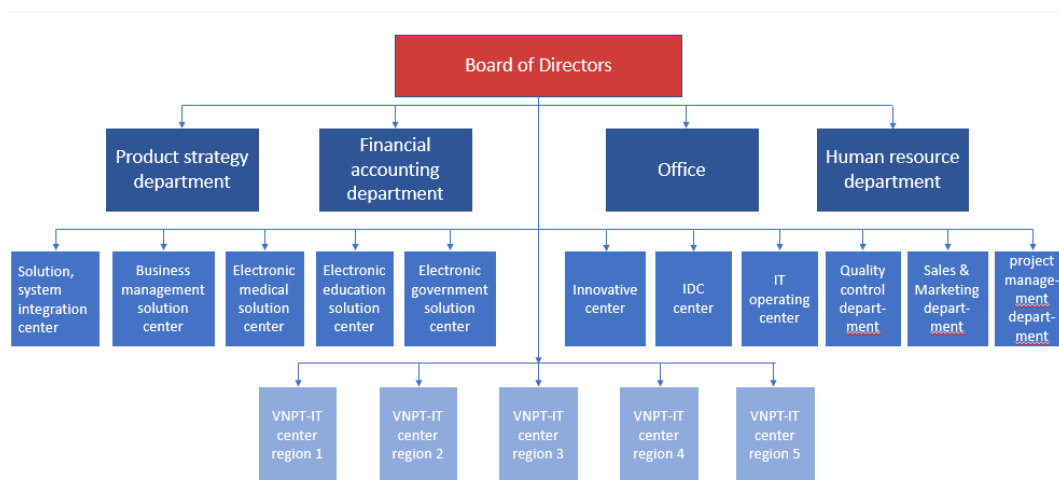 Board of Directors
Product strategy
department
Financial
accounting
department
Office
Human resource
department
Solution,
system
integration
center
Business
management
solution
center
Electronic
medical
solution
center
Electronic
education
solution
center
Electronic
government
solution
center
Innovative
center
IDC
center
IT
operating
center
Quality
control
depart-
ment
Sales &
Marketing
depart-
ment
project
manage-
ment
depart-
ment
VNPT-IT
center
region 1
VNPT-IT
center
region 2
VNPT-IT
center
region 3
VNPT-IT
center
region 4
VNPT-IT
center
region 5